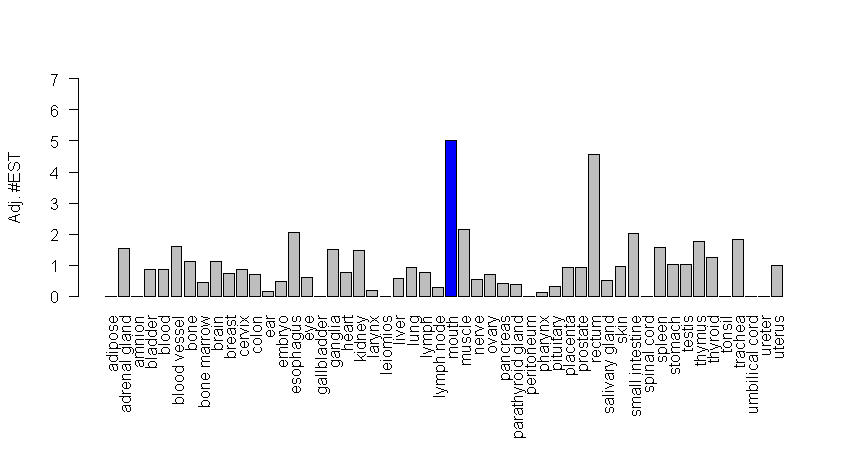 Adj. #EST
7
6
5
4
3
2
1
0
adipose
adrenal gland
amnion
bladder
blood
blood vessel
bone
bone marrow
brain
breast
cervix
colon
ear
embryo
esophagus
eye
gallbladder
ganglia
heart
kidney
larynx
leiomios
liver
lung
lymph
lymph node
mouth
muscle
nerve
ovary
pancreas
parathyroid gland
peritoneum
pharynx
pituitary
placenta
prostate
rectum
salivary gland
skin
small intestine
spinal cord
spleen
stomach
testis
thymus
thyroid
tonsil
trachea
umbilical cord
ureter
uterus